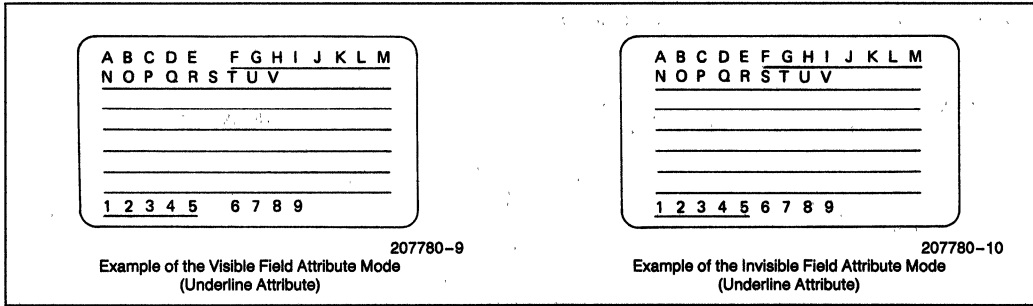 A B C D E F G H I J K L M
N O P Q R S T U V
1 2 3 4 5 6 7 8 9
207780-9
Example of the Visible Field Attribute Mode
(Underline Attribute)
A B C D E F G H I J K L M
N O P Q R S T U V
1 2 3 4 5 6 7 8 9
207780-10
Example of the Invisible Field Attribute Mode
(Underline Attribute)